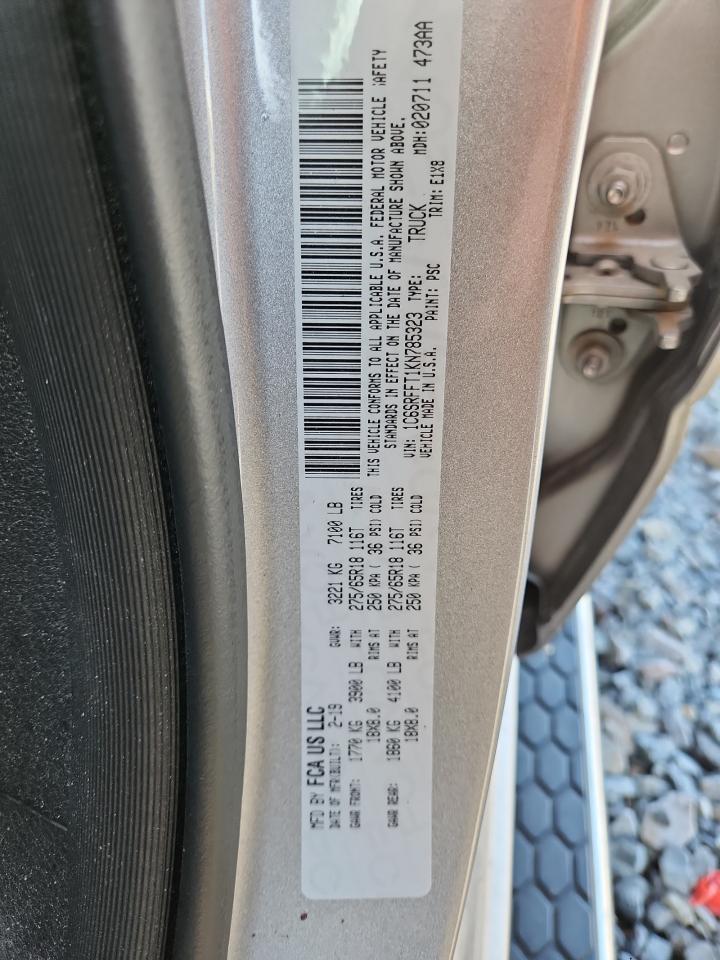 MFD BY FCA US LLC
DATE OF MFR(BUILT): 2-19 GVWR: 3221 KG 7100 LB
GAWR FRONT: 1770 KG 3900 LB WITH 275/65R18 116T TIRES
18X8.0 RIMS AT 250 KPA ( 36 PSI) COLD
GAWR REAR: 1860 KG 4100 LB WITH 275/65R18 116T TIRES
18X8.0 RIMS AT 250 KPA ( 36 PSI) COLD
THIS VEHICLE CONFORMS TO ALL APPLICABLE U.S.A. FEDERAL MOTOR VEHICLE SAFETY
STANDARDS IN EFFECT ON THE DATE OF MANUFACTURE SHOWN ABOVE.
VIN: 1C6SRFFT1KN785323 TYPE: TRUCK MDH:020711 473AA
VEHICLE MADE IN U.S.A. PAINT: PSC TRIM: E1X8